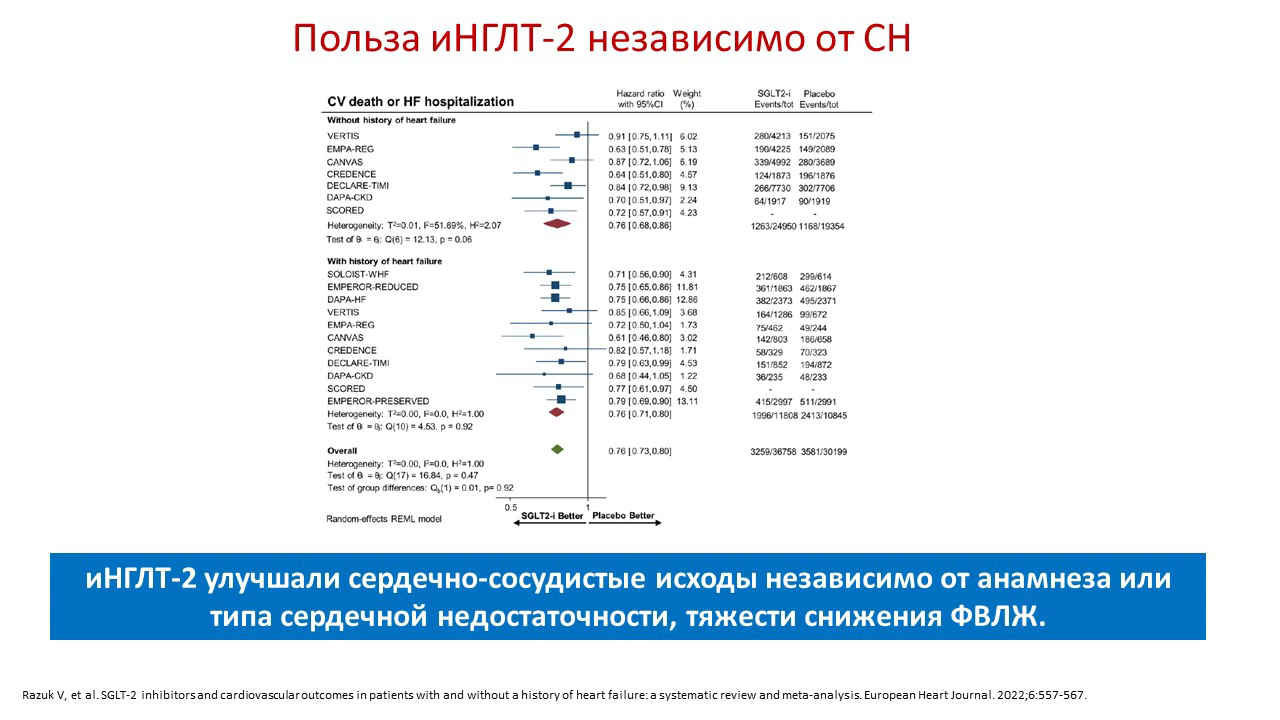 Польза иНГЛТ-2 независимо от СН
Hazard ratio Weight SGLT2-i Placebo
CV death or HF hospitalization with 95%CI (%) Events/tot Events/tot
Without history of heart failure
VERTIS 0.91 [0.75,1.11] 6.02 280/4213 151/2075
EMPA-REG 0.63 [0.51,0.78] 5.13 190/4225 149/2089
CANVAS 0.87 [0.72,1.06] 6.19 339/4992 280/3689
CREDENCE 0.64 [0.51,0.80] 4.57 124/1873 196/1876
DECLARE-TIMI 0.84 [0.72,0.98] 9.13 266/7730 302/7706
DAPA-CKD 0.70 [0.51,0.97] 2.24 64/1917 90/1919
SCORED 0.72 [0.57,0.91] 4.23 - -
Heterogeneity: T²=0.01, I²=51.69%, H²=2.07 0.76 [0.68,0.86] 1263/24950 1168/19354
Test of θᵢ = θⱼ: Q(6) = 12.13, p = 0.06
With history of heart failure
SOLOIST-WHF 0.71 [0.56,0.90] 4.31 212/608 299/614
EMPEROR-REDUCED 0.75 [0.65,0.86] 11.81 361/1863 462/1867
DAPA-HF 0.75 [0.66,0.86] 12.86 382/2373 495/2371
VERTIS 0.85 [0.66,1.09] 3.68 164/1286 99/672
EMPA-REG 0.72 [0.50,1.04] 1.73 75/462 49/244
CANVAS 0.61 [0.46,0.80] 3.02 142/803 186/658
CREDENCE 0.82 [0.57,1.18] 1.71 58/329 70/323
DECLARE-TIMI 0.79 [0.63,0.99] 4.53 151/852 194/872
DAPA-CKD 0.68 [0.44,1.05] 1.22 36/235 48/233
SCORED 0.77 [0.61,0.97] 4.50 - -
EMPEROR-PRESERVED 0.79 [0.69,0.90] 13.11 415/2997 511/2991
Heterogeneity: T²=0.00, I²=0.0, H²=1.00 0.76 [0.71,0.80] 1996/11808 2413/10845
Test of θᵢ = θⱼ: Q(10) = 4.53, p = 0.92
Overall 0.76 [0.73,0.80] 3259/36758 3581/30199
Heterogeneity: T²=0.00, I²=0.0, H²=1.00
Test of θᵢ = θⱼ: Q(17) = 16.84, p = 0.47
Test of group differences: Q_b(1) = 0.01, p= 0.92
0.5 1
Random-effects REML model SGLT2-i Better Placebo Better
иНГЛТ-2 улучшали сердечно-сосудистые исходы независимо от анамнеза или
типа сердечной недостаточности, тяжести снижения ФВЛЖ.
Razuk V, et al. SGLT-2 inhibitors and cardiovascular outcomes in patients with and without a history of heart failure: a systematic review and meta-analysis. European Heart Journal. 2022;6:557-567.